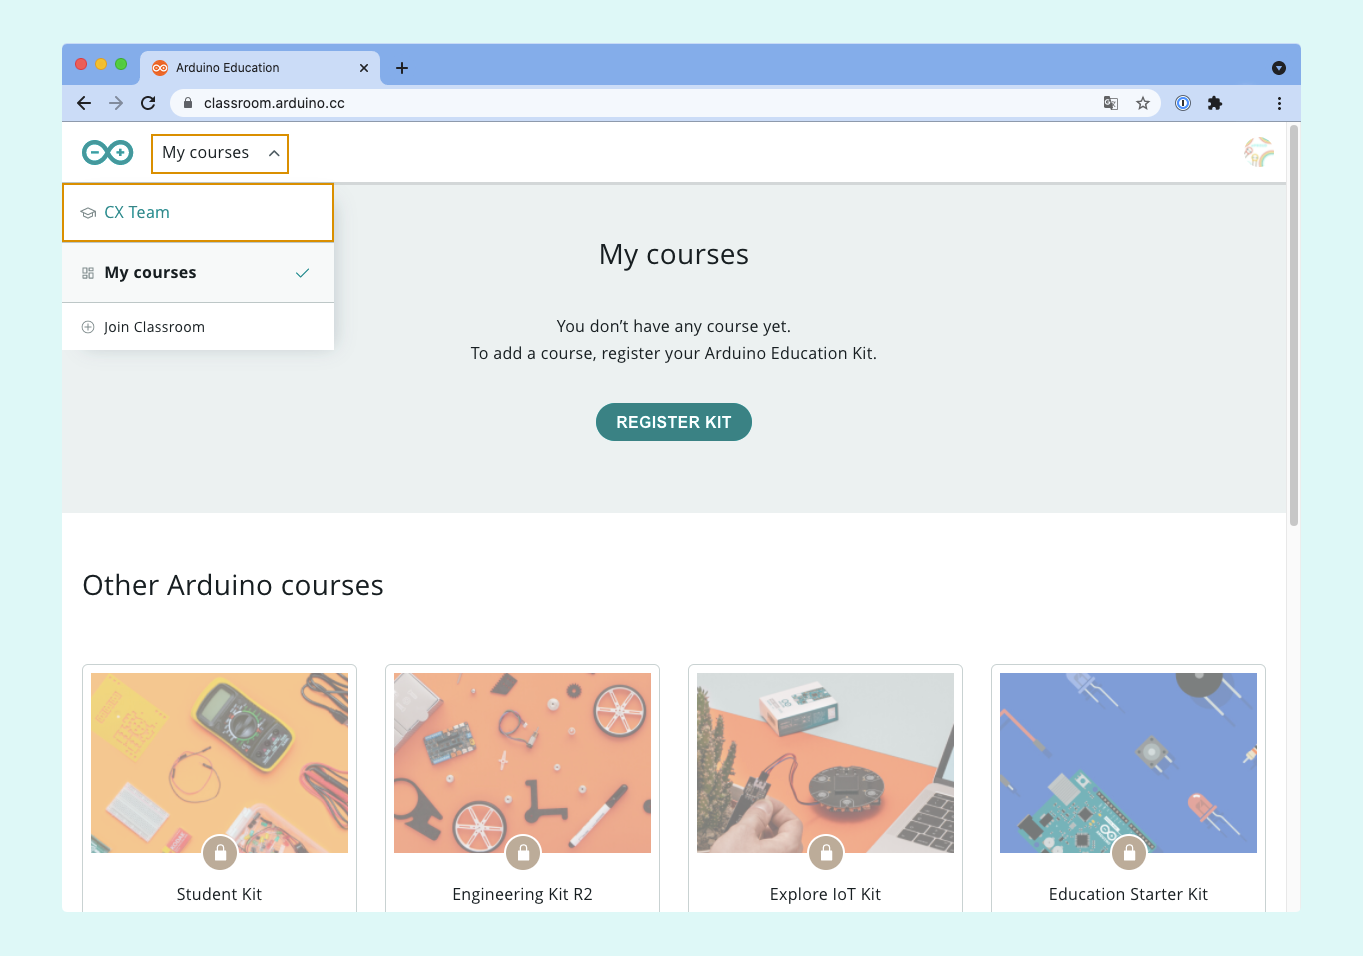 Arduino Education
classroom.arduino.cc
My courses
CX Team
My courses
Join Classroom
My courses
You don’t have any course yet.
To add a course, register your Arduino Education Kit.
REGISTER KIT
Other Arduino courses
Student Kit
Engineering Kit R2
Explore IoT Kit
Education Starter Kit